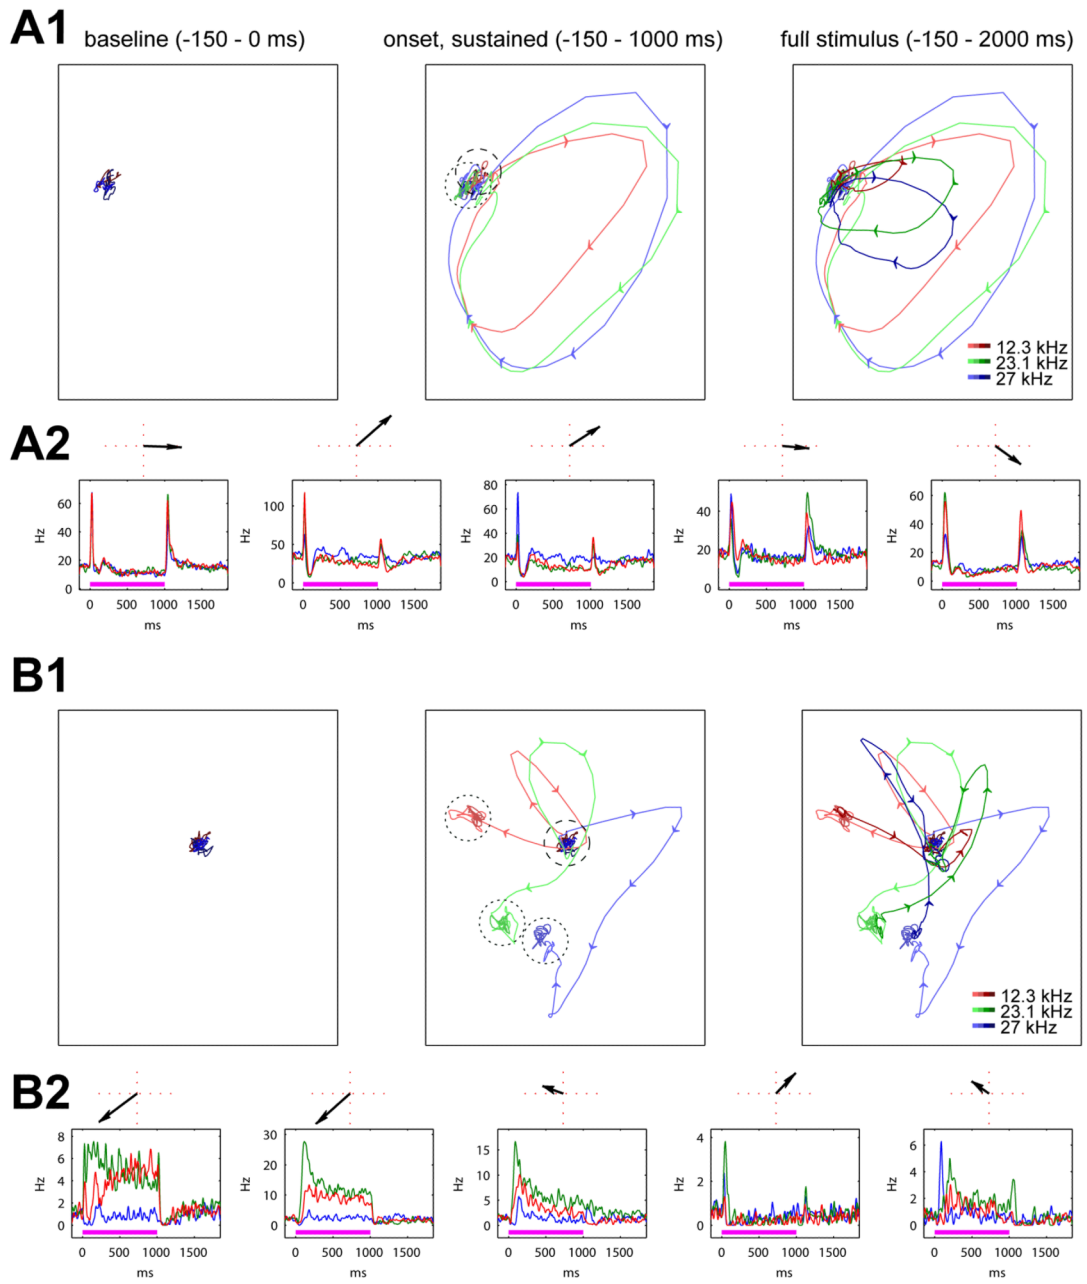 A1
baseline (-150 - 0 ms)
onset, sustained (-150 - 1000 ms)
full stimulus (-150 - 2000 ms)
12.3 kHz
23.1 kHz
27 kHz
A2
Hz
60
40
20
0
0 500 1000 1500
ms
Hz
100
50
0
0 500 1000 1500
ms
Hz
80
60
40
20
0
0 500 1000 1500
ms
Hz
40
20
0
0 500 1000 1500
ms
Hz
60
40
20
0
0 500 1000 1500
ms
B1
12.3 kHz
23.1 kHz
27 kHz
B2
Hz
8
6
4
2
0
0 500 1000 1500
ms
Hz
30
20
10
0
0 500 1000 1500
ms
Hz
15
10
5
0
0 500 1000 1500
ms
Hz
4
2
0
0 500 1000 1500
ms
Hz
6
4
2
0
0 500 1000 1500
ms